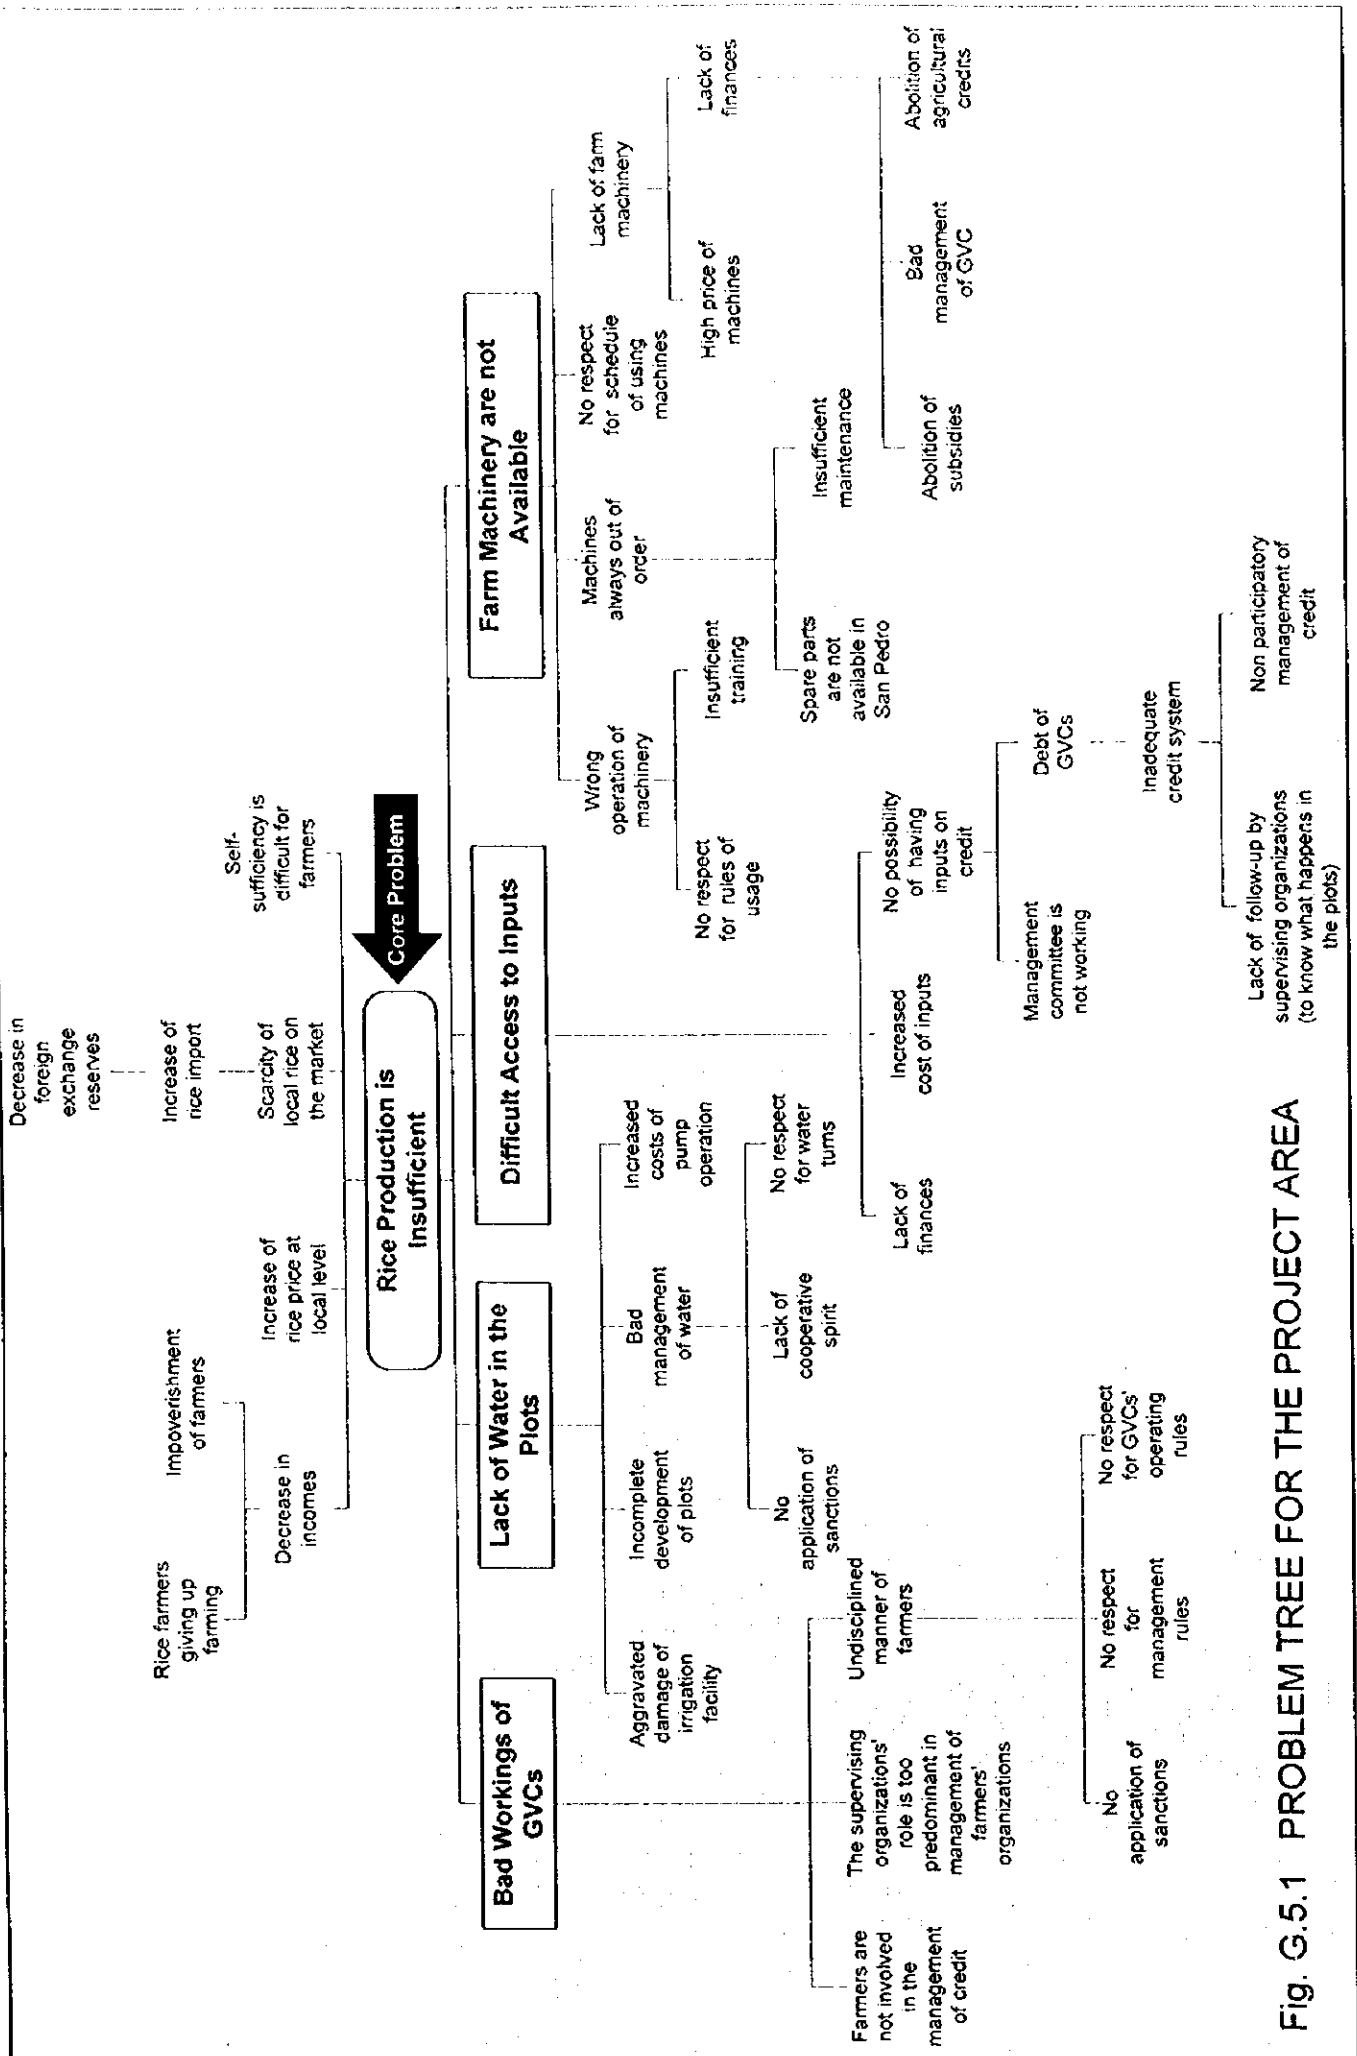 Decrease in
foreign
exchange
reserves
Rice farmers
giving up
farming
Impoverishment
of farmers
Increase of
rice import
Decrease in
incomes
Increase of
rice price at
local level
Scarcity of
local rice on
the market
Self-
sufficiency is
difficult for
farmers
Rice Production is
Insufficient
Core Problem
Bad Workings of
GVCs
Lack of Water in the
Plots
Difficult Access to Inputs
Farm Machinery are not
Available
Aggravated
damage of
irrigation
facility
Incomplete
development
of plots
Bad
management
of water
Increased
costs of
pump
operation
Wrong
operation of
machinery
Machines
always out of
order
No respect
for schedule
of using
machines
Lack of farm
machinery
No respect
for rules of
usage
Insufficient
training
High price of
machines
Lack of
finances
No
application of
sanctions
Lack of
cooperative
spirit
No respect
for water
turns
Spare parts
are not
available in
San Pedro
Insufficient
maintenance
Farmers are
not involved
in the
management
of credit
The supervising
organizations'
role is too
predominant in
management of
farmers'
organizations
Undisciplined
manner of
farmers
Lack of
finances
Increased
cost of inputs
No possibility
of having
inputs on
credit
Abolition of
subsidies
Bad
management
of GVC
Abolition of
agricultural
credits
Management
committee is
not working
Debt of
GVCs
No
application of
sanctions
No respect
for
management
rules
No respect
for GVCs'
operating
rules
Inadequate
credit system
Lack of follow-up by
supervising organizations
(to know what happens in
the plots)
Non participatory
management of
credit
Fig. G.5.1 PROBLEM TREE FOR THE PROJECT AREA